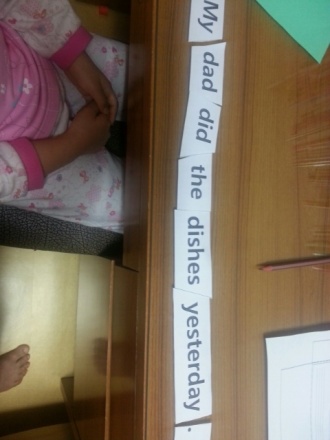 My dad did the dishes yesterday.